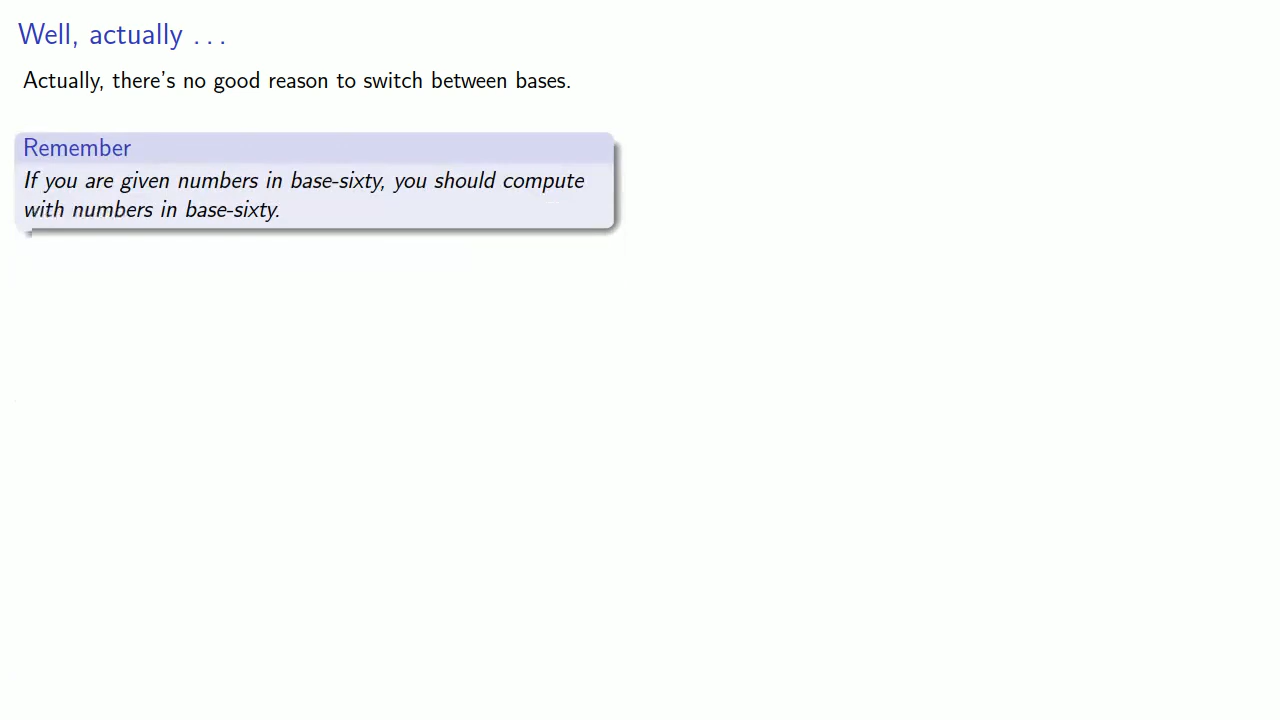 Well, actually . . .
Actually, there's no good reason to switch between bases.
Remember
If you are given numbers in base-sixty, you should compute
with numbers in base-sixty.